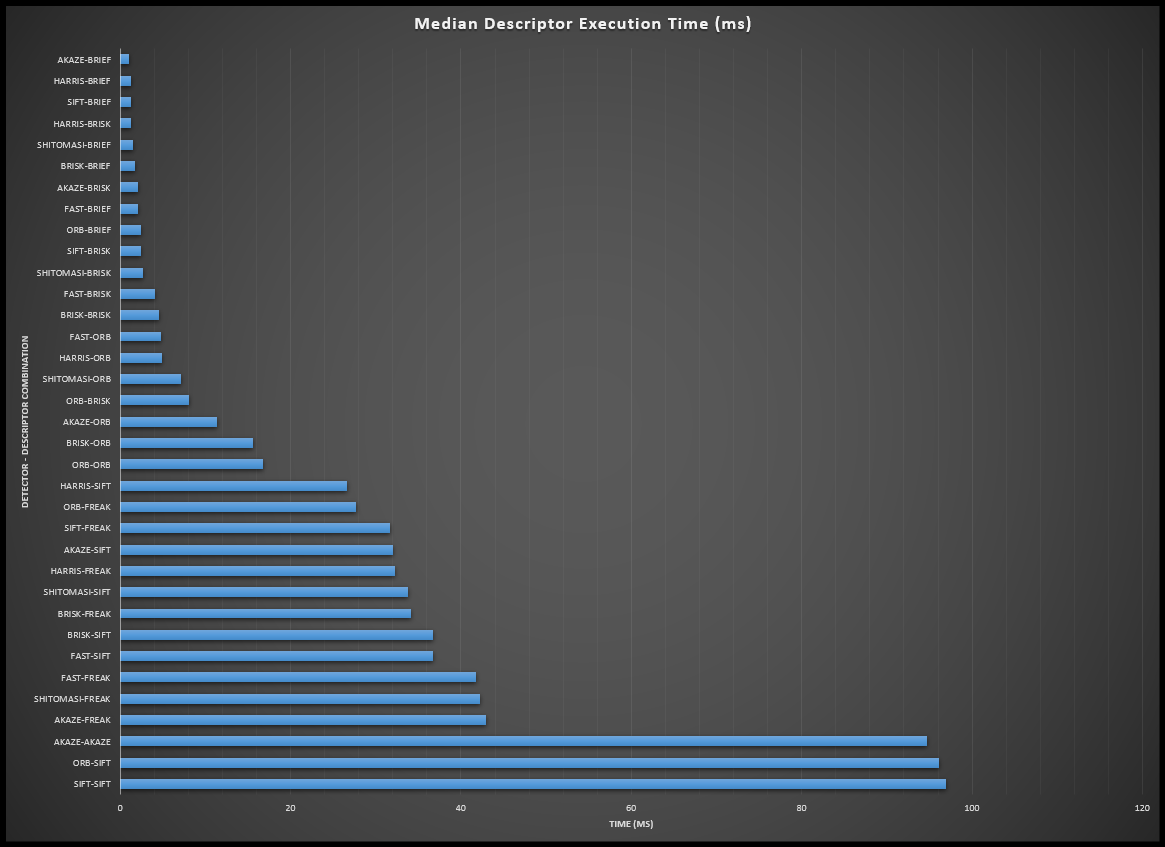 Median Descriptor Execution Time (ms)
AKAZE-BRIEF
HARRIS-BRIEF
SIFT-BRIEF
HARRIS-BRISK
SHITOMASI-BRIEF
BRISK-BRIEF
AKAZE-BRISK
FAST-BRIEF
ORB-BRIEF
SIFT-BRISK
SHITOMASI-BRISK
FAST-BRISK
BRISK-BRISK
FAST-ORB
HARRIS-ORB
SHITOMASI-ORB
ORB-BRISK
AKAZE-ORB
BRISK-ORB
ORB-ORB
HARRIS-SIFT
ORB-FREAK
SIFT-FREAK
AKAZE-SIFT
HARRIS-FREAK
SHITOMASI-SIFT
BRISK-FREAK
BRISK-SIFT
FAST-SIFT
FAST-FREAK
SHITOMASI-FREAK
AKAZE-FREAK
AKAZE-AKAZE
ORB-SIFT
SIFT-SIFT
DETECTOR - DESCRIPTOR COMBINATION
0 20 40 60 80 100 120
TIME (MS)